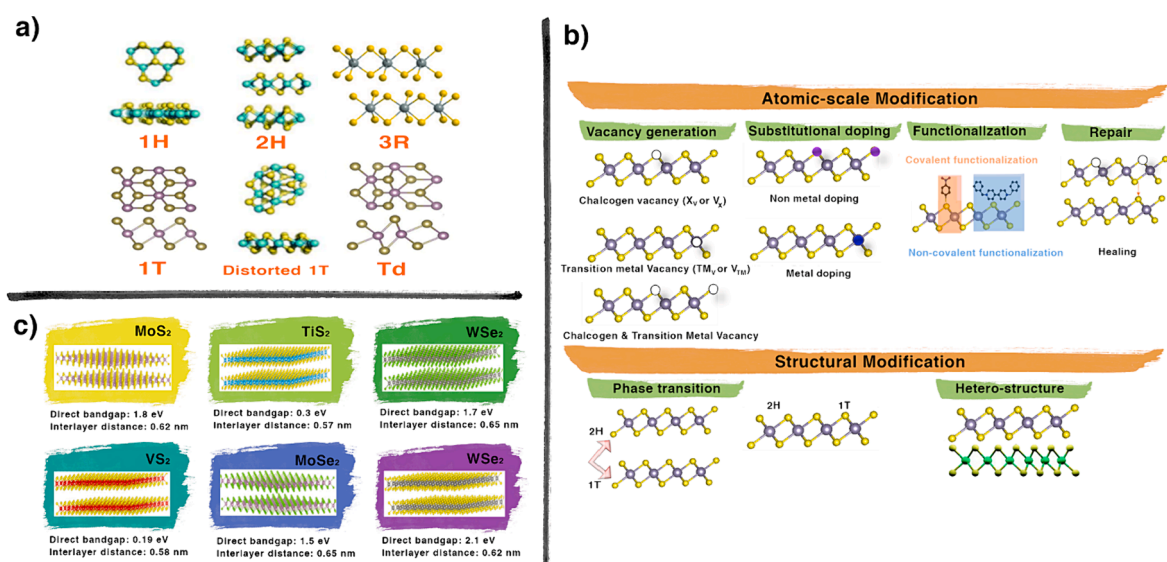 a)
1H
2H
3R
1T
Distorted 1T
Td
b)
Atomic-scale Modification
Vacancy generation
Substitutional doping
Functionalization
Repair
Covalent functionalization
Chalcogen vacancy (XV or VX)
Non metal doping
Non-covalent functionalization
Healing
Transition metal Vacancy (TMV or VTM)
Metal doping
Chalcogen & Transition Metal Vacancy
Structural Modification
Phase transition
Hetero-structure
2H
1T
2H
1T
c)
MoS2
TiS2
WSe2
Direct bandgap: 1.8 eV
Interlayer distance: 0.62 nm
Direct bandgap: 0.3 eV
Interlayer distance: 0.57 nm
Direct bandgap: 1.7 eV
Interlayer distance: 0.65 nm
VS2
MoSe2
WSe2
Direct bandgap: 0.19 eV
Interlayer distance: 0.58 nm
Direct bandgap: 1.5 eV
Interlayer distance: 0.65 nm
Direct bandgap: 2.1 eV
Interlayer distance: 0.62 nm